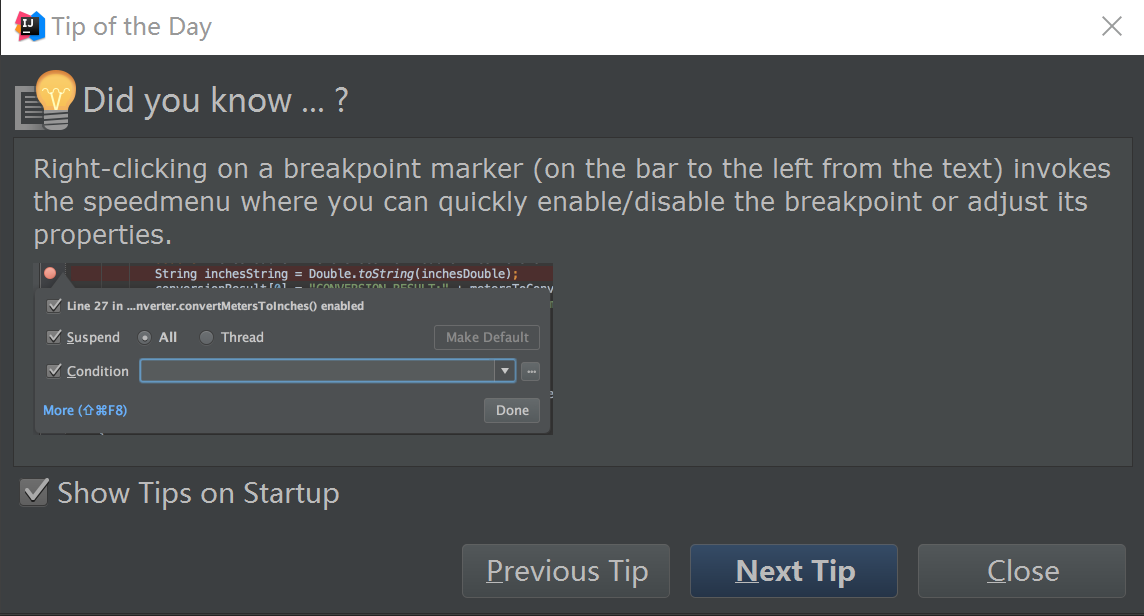 IJ
Tip of the Day
Did you know ... ?
Right-clicking on a breakpoint marker (on the bar to the left from the text) invokes
the speedmenu where you can quickly enable/disable the breakpoint or adjust its
properties.
String inchesString = Double.toString(inchesDouble);
Line 27 in ...nverter.convertMetersToInches() enabled
Suspend All Thread Make Default
Condition ...
More (⇧⌘F8) Done
Show Tips on Startup
Previous Tip Next Tip Close